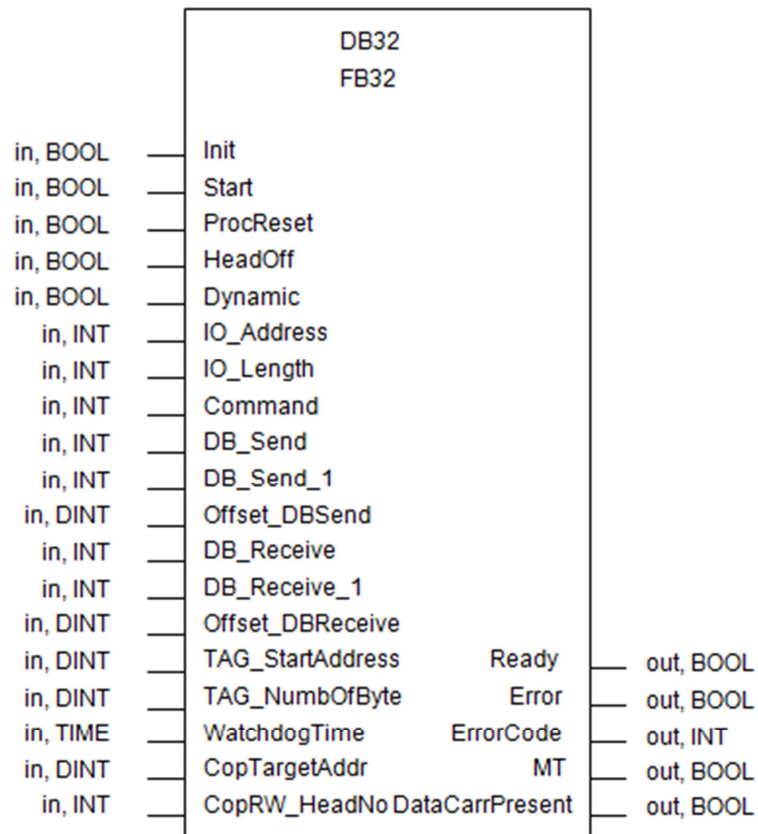 DB32
FB32
in, BOOL Init
in, BOOL Start
in, BOOL ProcReset
in, BOOL HeadOff
in, BOOL Dynamic
in, INT IO_Address
in, INT IO_Length
in, INT Command
in, INT DB_Send
in, INT DB_Send_1
in, DINT Offset_DBSend
in, INT DB_Receive
in, INT DB_Receive_1
in, DINT Offset_DBReceive
in, DINT TAG_StartAddress Ready out, BOOL
in, DINT TAG_NumbOfByte Error out, BOOL
in, TIME WatchdogTime ErrorCode out, INT
in, DINT CopTargetAddr MT out, BOOL
in, INT CopRW_HeadNo DataCarrPresent out, BOOL